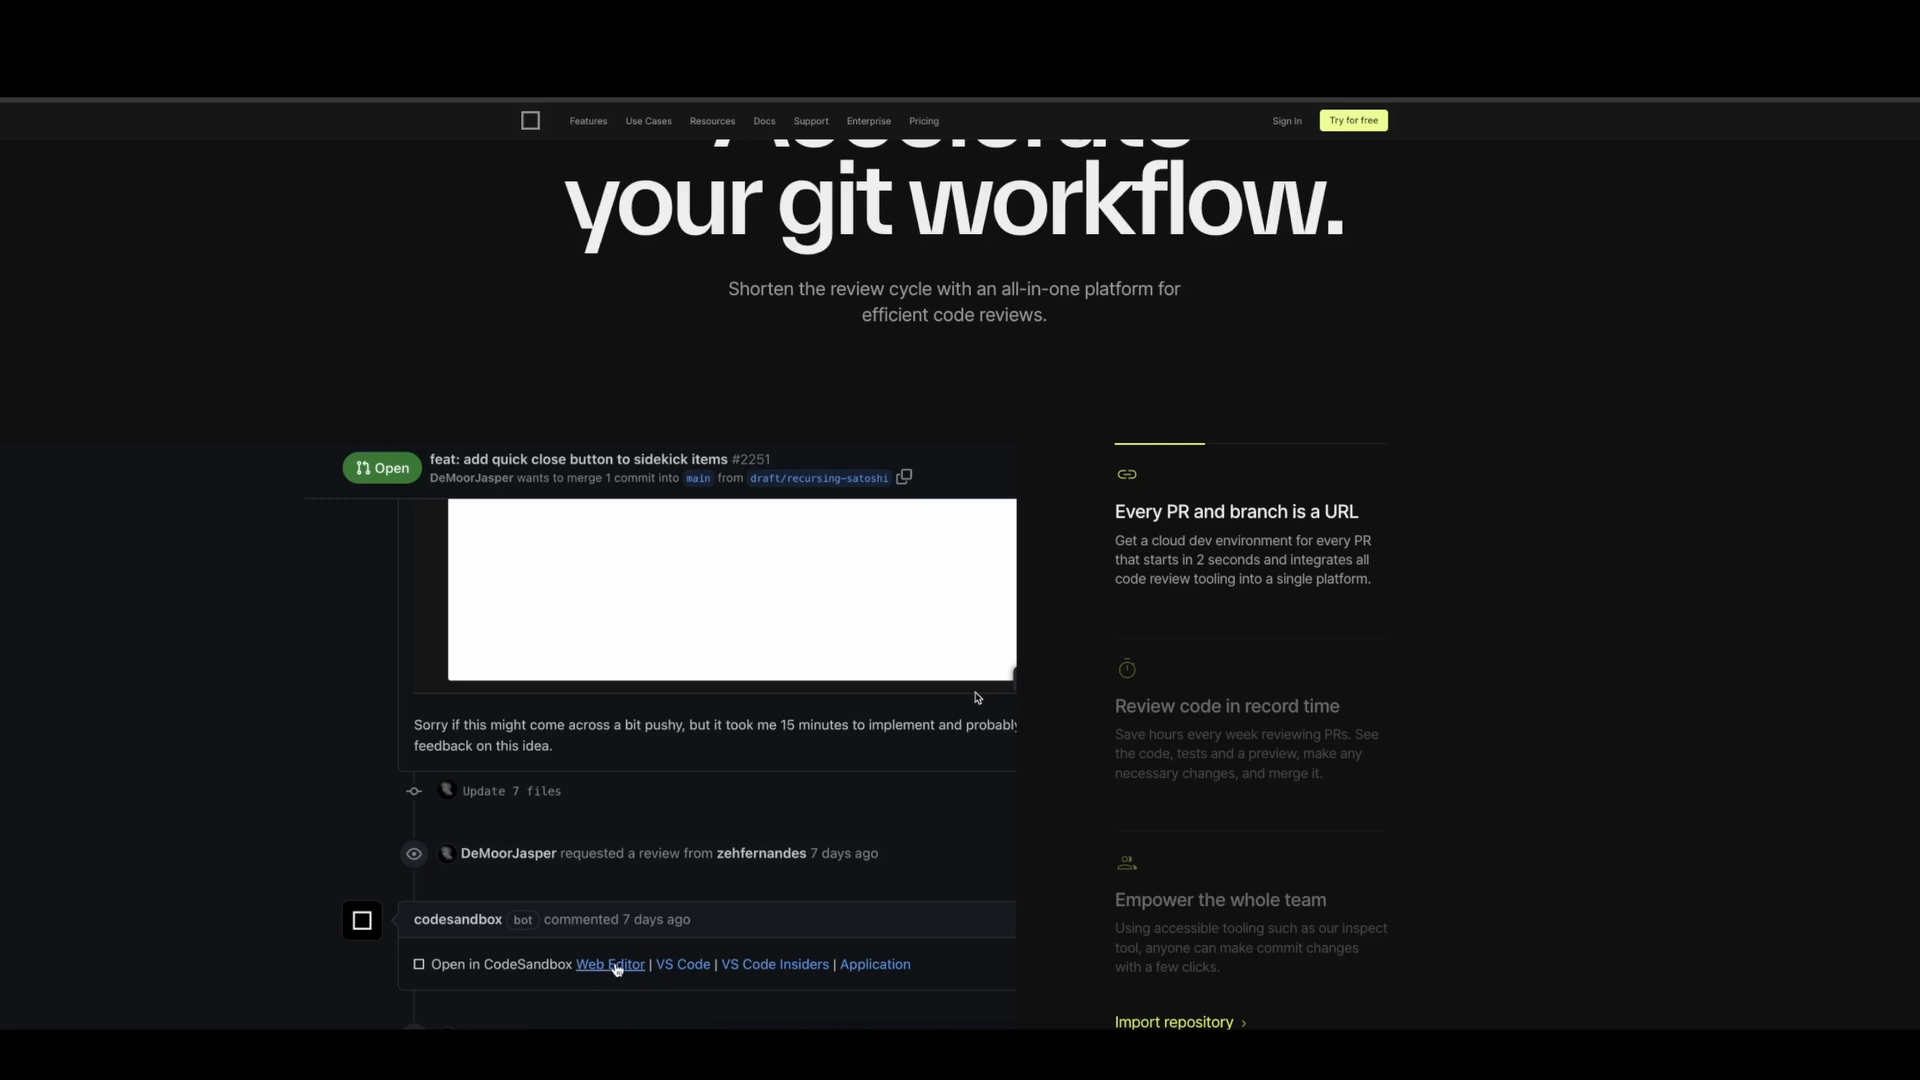 Features
Use Cases
Resources
Docs
Support
Enterprise
Pricing
Sign In
Try for free
Accelerate
your git workflow.
Shorten the review cycle with an all-in-one platform for
efficient code reviews.
Open
feat: add quick close button to sidekick items #2251
DeMoorJasper wants to merge 1 commit into main from draft/recursing-satoshi
Sorry if this might come across a bit pushy, but it took me 15 minutes to implement and probably
feedback on this idea.
Update 7 files
DeMoorJasper requested a review from zehfernandes 7 days ago
codesandbox bot commented 7 days ago
Open in CodeSandbox Web Editor | VS Code | VS Code Insiders | Application
Every PR and branch is a URL
Get a cloud dev environment for every PR
that starts in 2 seconds and integrates all
code review tooling into a single platform.
Review code in record time
Save hours every week reviewing PRs. See
the code, tests and a preview, make any
necessary changes, and merge it.
Empower the whole team
Using accessible tooling such as our inspect
tool, anyone can make commit changes
with a few clicks.
Import repository ›